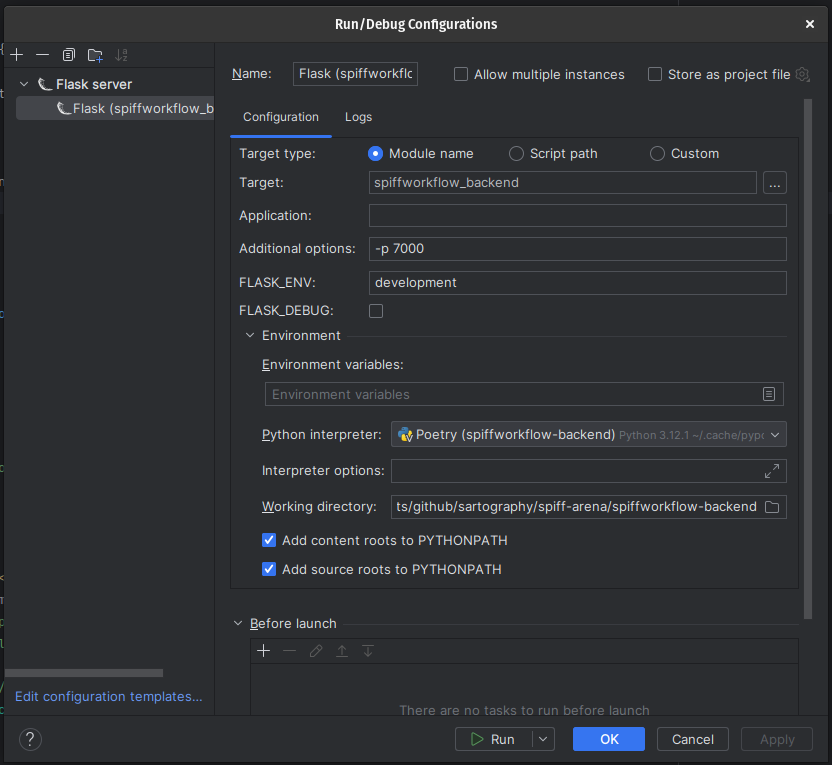 Run/Debug Configurations
Flask server
Flask (spiffworkflow_b
Edit configuration templates...
Name: Flask (spiffworkflc Allow multiple instances Store as project file
Configuration Logs
Target type: Module name Script path Custom
Target: spiffworkflow_backend ...
Application:
Additional options: -p 7000
FLASK_ENV: development
FLASK_DEBUG:
Environment
Environment variables:
Environment variables
Python interpreter: Poetry (spiffworkflow-backend) Python 3.12.1 ~/.cache/pypc
Interpreter options:
Working directory: ts/github/sartography/spiff-arena/spiffworkflow-backend
Add content roots to PYTHONPATH
Add source roots to PYTHONPATH
Before launch
There are no tasks to run before launch
? Run OK Cancel Apply